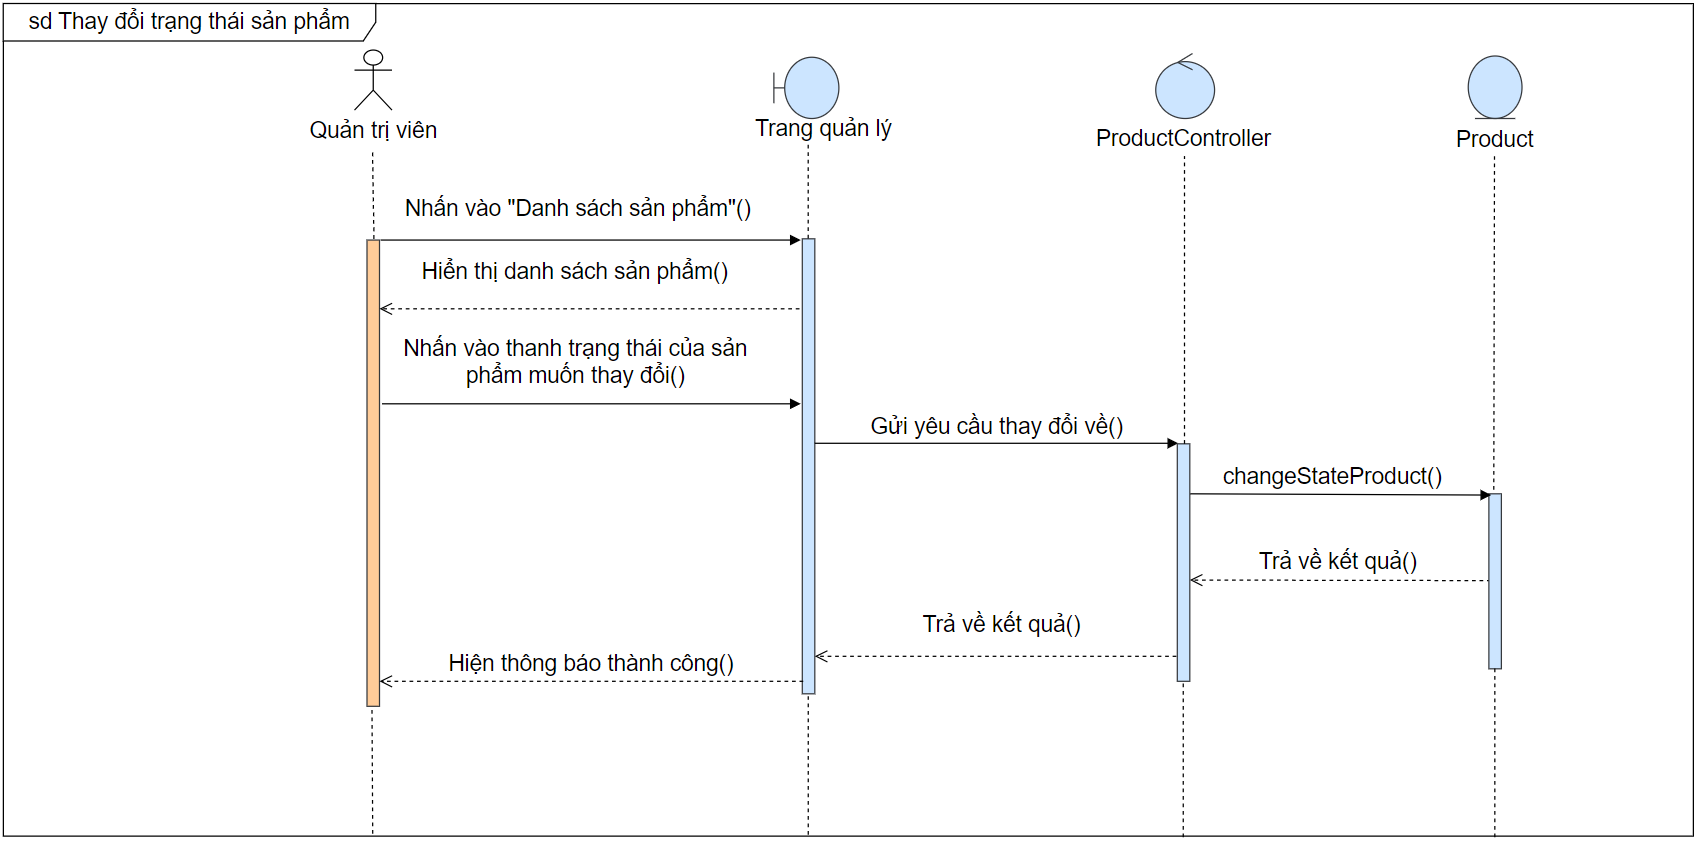 sd Thay đổi trạng thái sản phẩm
Quản trị viên
Trang quản lý
ProductController
Product
Nhấn vào "Danh sách sản phẩm"()
Hiển thị danh sách sản phẩm()
Nhấn vào thanh trạng thái của sản
phẩm muốn thay đổi()
Gửi yêu cầu thay đổi về()
changeStateProduct()
Trả về kết quả()
Trả về kết quả()
Hiện thông báo thành công()